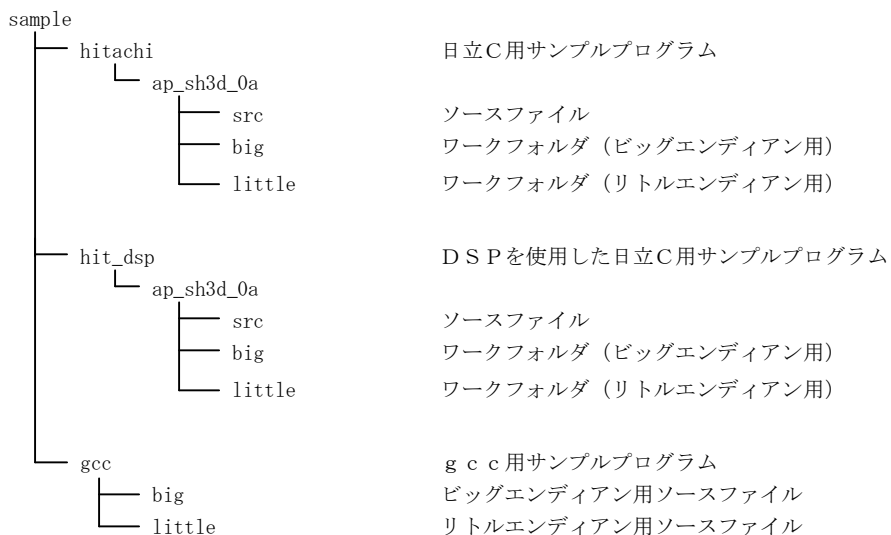 sample
hitachi 日立C用サンプルプログラム
ap_sh3d_0a
src ソースファイル
big ワークフォルダ（ビッグエンディアン用）
little ワークフォルダ（リトルエンディアン用）
hit_dsp ＤＳＰを使用した日立C用サンプルプログラム
ap_sh3d_0a
src ソースファイル
big ワークフォルダ（ビッグエンディアン用）
little ワークフォルダ（リトルエンディアン用）
gcc ｇｃｃ用サンプルプログラム
big ビッグエンディアン用ソースファイル
little リトルエンディアン用ソースファイル